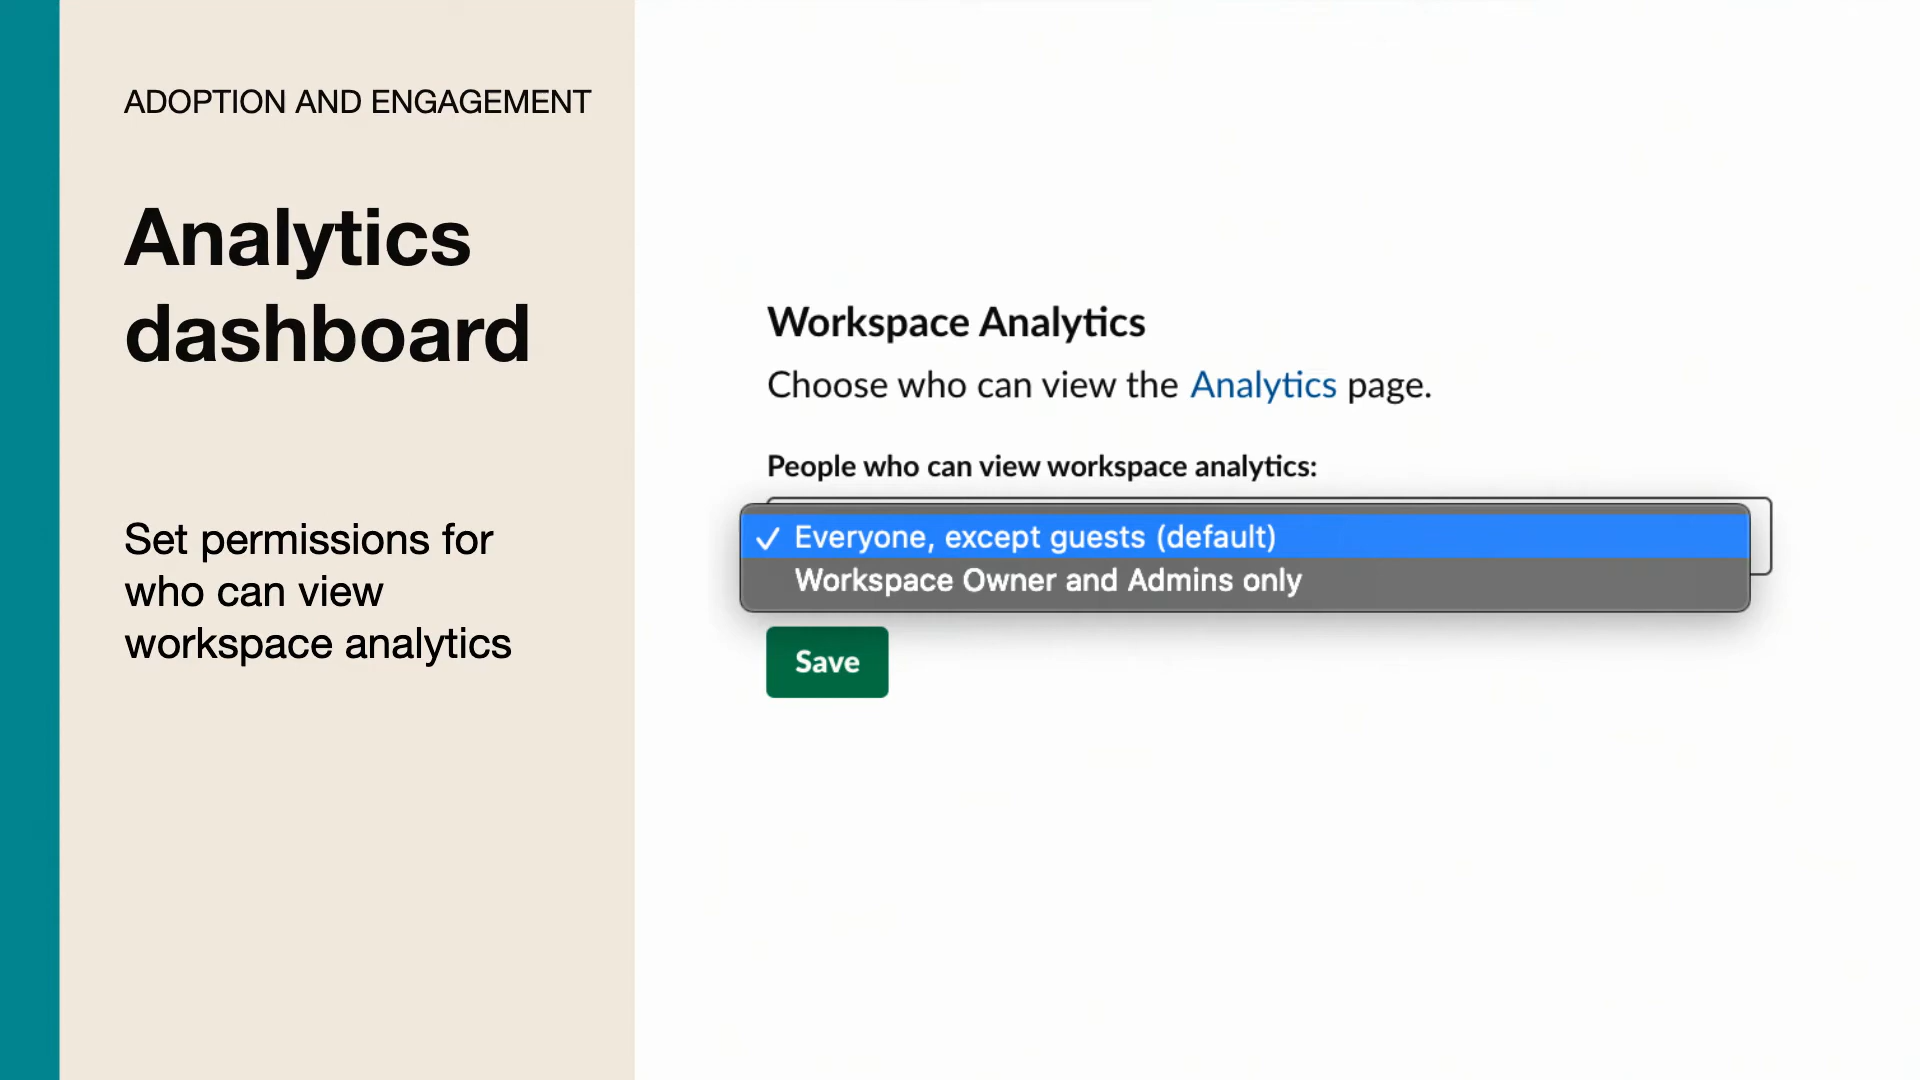 ADOPTION AND ENGAGEMENT
Analytics
dashboard
Set permissions for
who can view
workspace analytics
Workspace Analytics
Choose who can view the Analytics page.
People who can view workspace analytics:
✓ Everyone, except guests (default)
Workspace Owner and Admins only
Save